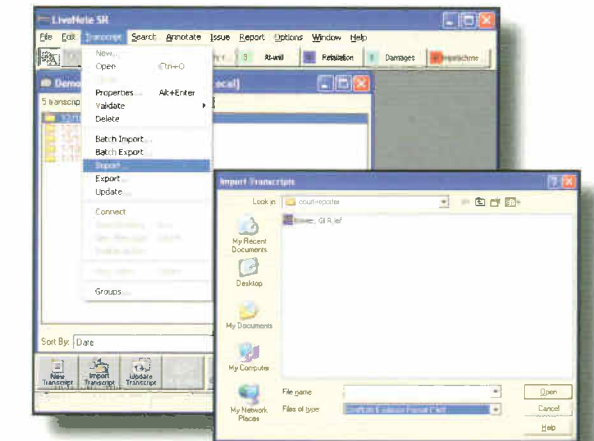 LiveNote SR
File Edit Transcript Search Annotate Issue Report Options Window Help
3 At-will Retaliation Damages
Demo ocal]
New...
Open Ctrl+O
Properties... Alt+Enter
Validate
Delete
Batch Import...
Batch Export...
Import...
Export...
Update...
Connect
Groups...
5 transcrip
Sort By: Date
New Transcript
Import Transcript
Update Transcript
Import Transcripts
Look in: court reporter
My Recent Documents
Desktop
My Documents
My Computer
My Network Places
File name:
Files of type:
Open
Cancel
Help